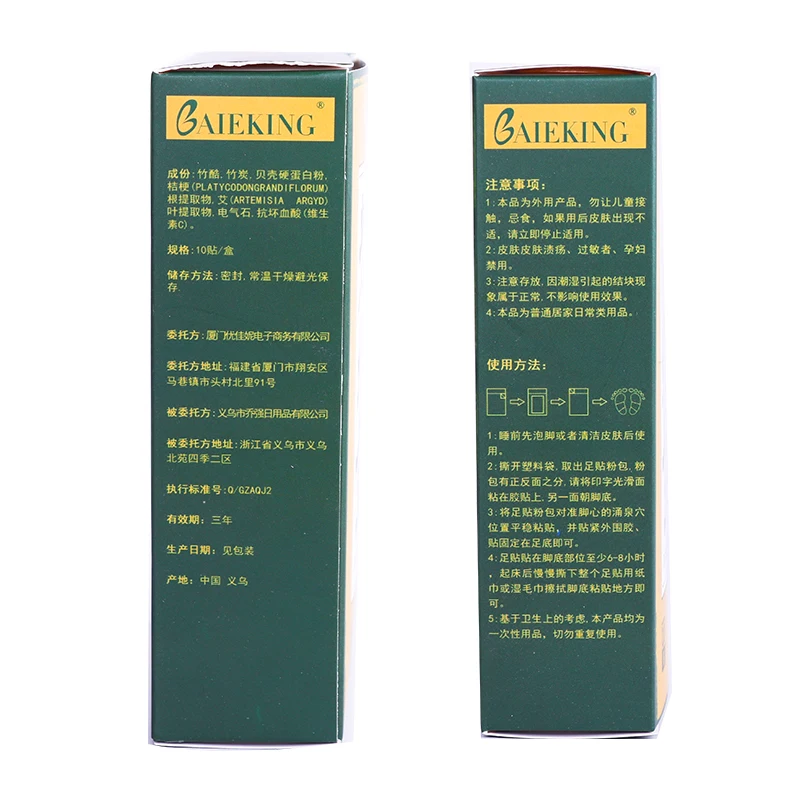 BAIEKING®
成份: 竹酷, 竹炭, 贝壳硬蛋白粉,
桔梗(PLATYCODONGRANDIFLORUM)
根提取物, 艾(ARTEMISIA ARGYD)
叶提取物, 电气石, 抗坏血酸(维生
素C)。
规格: 10贴/盒
储存方法: 密封, 常温干燥避光保
存
委托方: 厦门优佳妮电子商务有限公司
委托方地址: 福建省厦门市翔安区
马巷镇市头村北里91号
被委托方: 义乌市乔强日用品有限公司
被委托方地址: 浙江省义乌市义乌
北苑四季二区
执行标准号: Q/GZAQJ2
有效期: 三年
生产日期: 见包装
产地: 中国 义乌
BAIEKING®
注意事项:
1: 本品为外用产品, 勿让儿童接
触, 忌食, 如果用后皮肤出现不
适, 请立即停止适用。
2: 皮肤皮肤溃疡、过敏者、孕妇
禁用。
3: 注意存放, 因潮湿引起的结块现
象属于正常, 不影响使用效果。
4: 本品为普通居家日常类用品。
使用方法:
1: 睡前先泡脚或者清洁皮肤后使
用。
2: 撕开塑料袋, 取出足贴粉包, 粉
包有正反面之分, 请将印字光滑面
粘在胶贴上, 另一面朝脚底。
3: 将足贴粉包对准脚心的涌泉穴
位置平稳粘贴, 并贴紧外围胶、
贴固定在足底即可。
4: 足贴贴在脚底部位至少6-8小时
, 起床后慢慢撕下整个足贴用纸
巾或湿毛巾擦拭脚底粘贴地方即
可。
5: 基于卫生上的考虑, 本产品均为
一次性用品, 切勿重复使用。